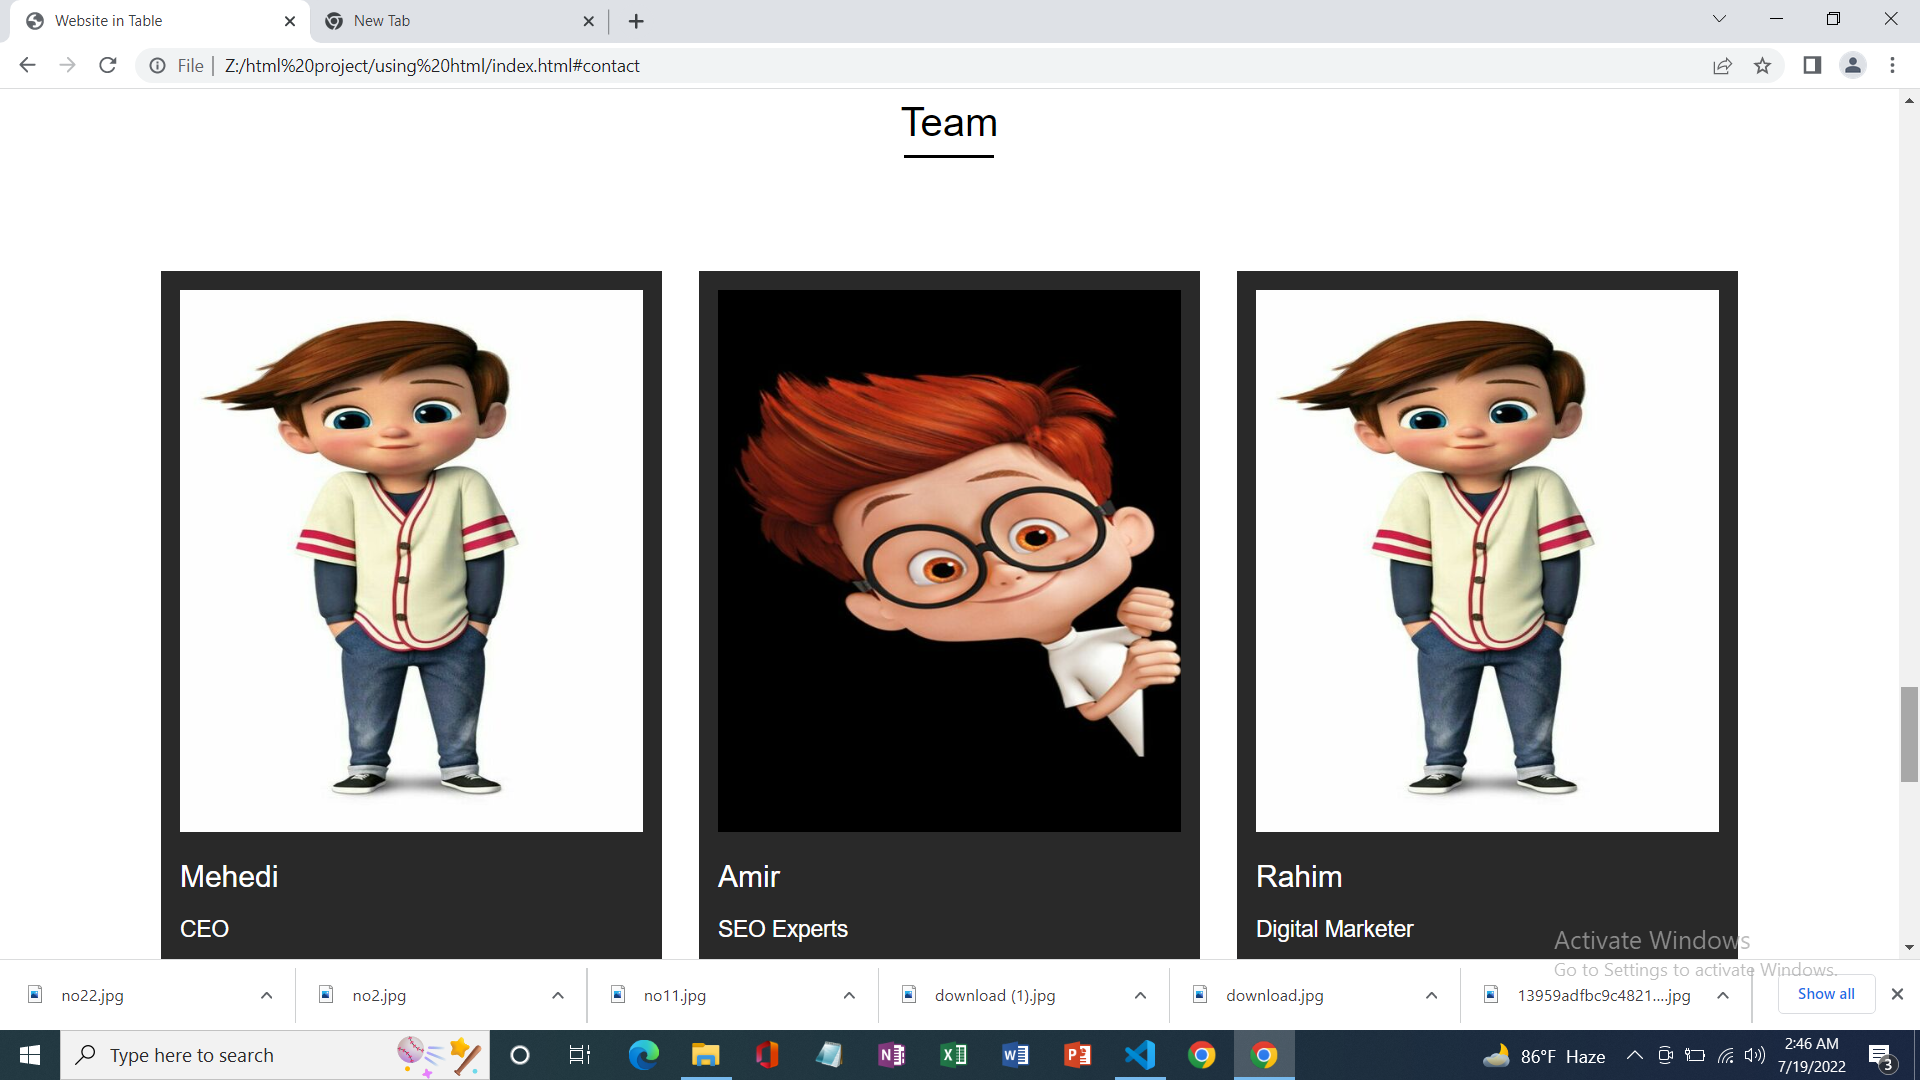 Website in Table
New Tab
File
Z:/html%20project/using%20html/index.html#contact
Team
Mehedi
CEO
Amir
SEO Experts
Rahim
Digital Marketer
Activate Windows
Go to Settings to activate Windows.
no22.jpg
no2.jpg
no11.jpg
download (1).jpg
download.jpg
13959adfbc9c4821....jpg
Show all
Type here to search
86°F Haze
2:46 AM
7/19/2022
3